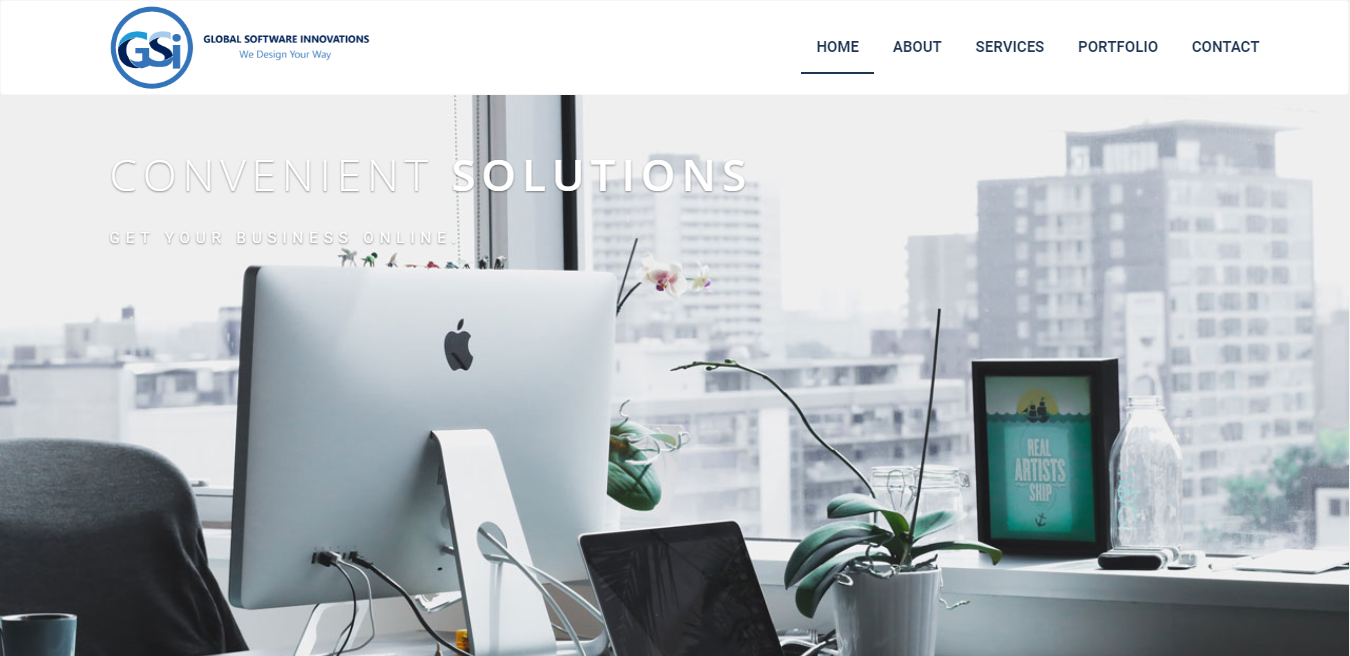 GSi
GLOBAL SOFTWARE INNOVATIONS
We Design Your Way
HOME ABOUT SERVICES PORTFOLIO CONTACT
CONVENIENT SOLUTIONS
GET YOUR BUSINESS ONLINE.
REAL
ARTISTS
SHIP